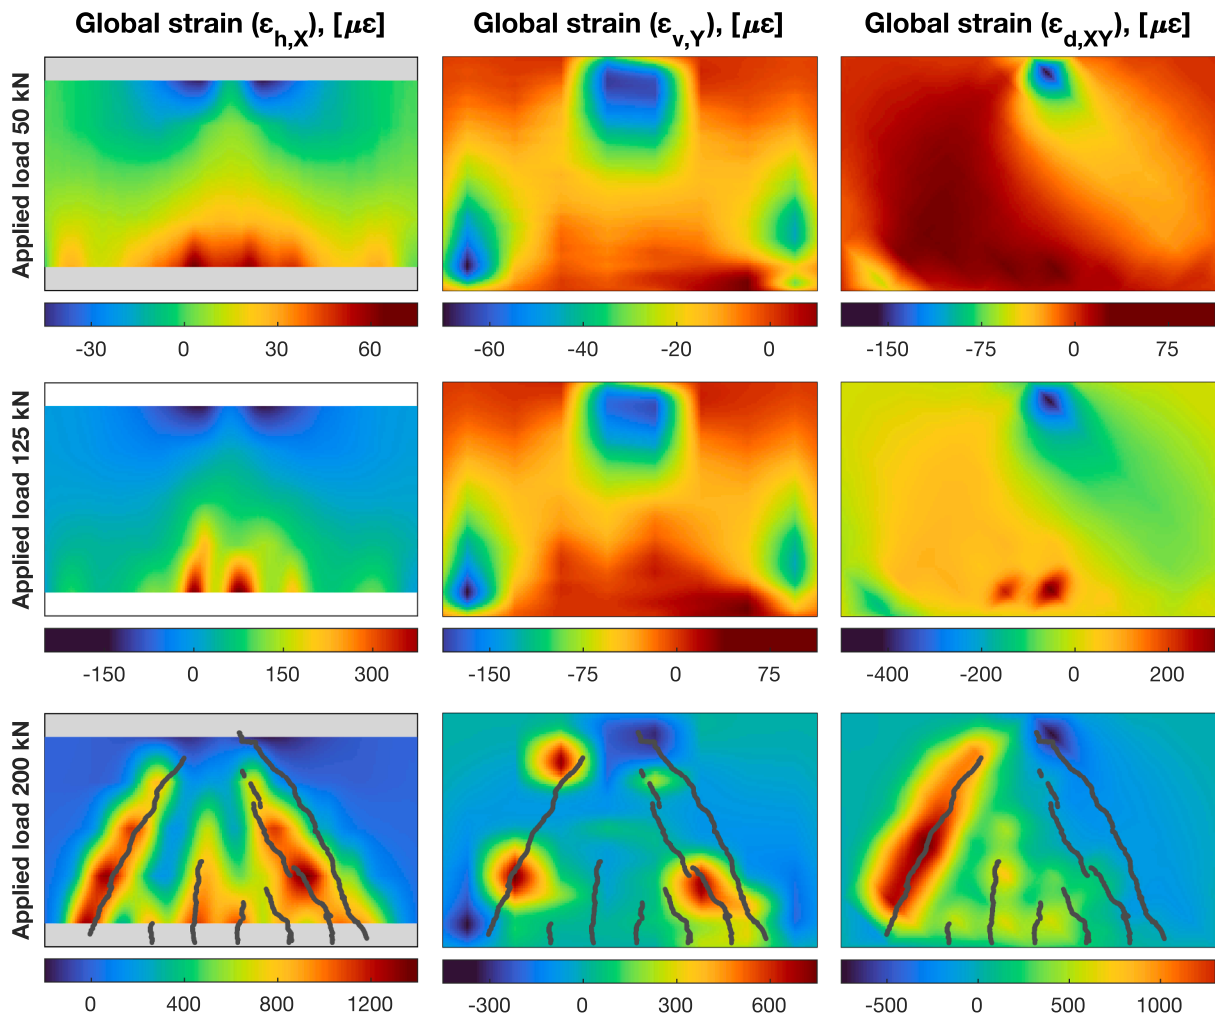 Global strain (ε_h,X), [με] Global strain (ε_v,Y), [με] Global strain (ε_d,XY), [με]
Applied load 50 kN
-30 0 30 60 -60 -40 -20 0 -150 -75 0 75
Applied load 125 kN
-150 0 150 300 -150 -75 0 75 -400 -200 0 200
Applied load 200 kN
0 400 800 1200 -300 0 300 600 -500 0 500 1000